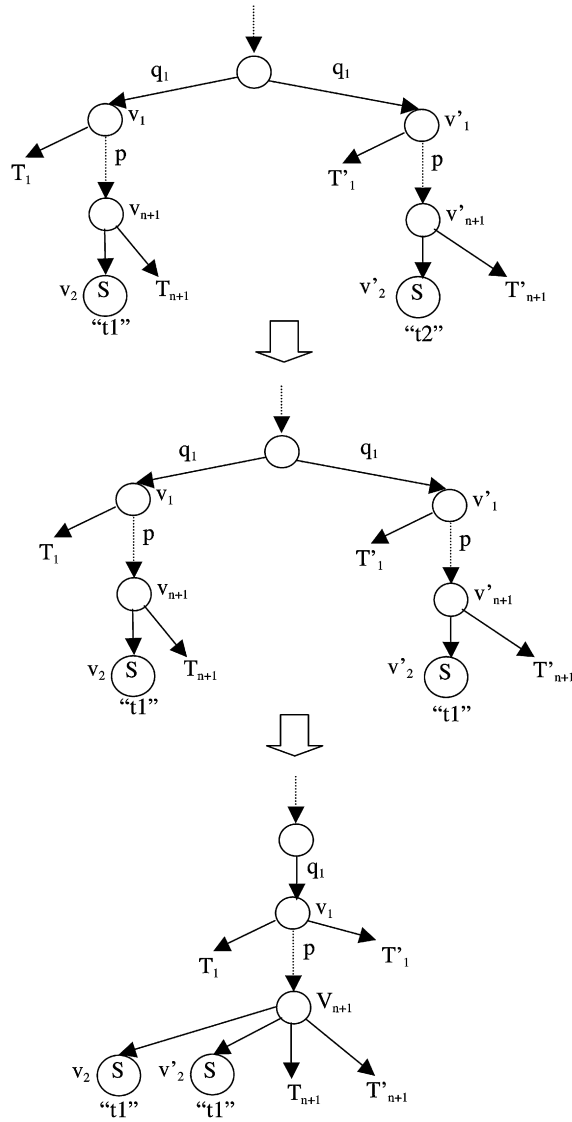 q₁ q₁
v₁ v’₁
T₁ p T’₁ p
vₙ₊₁ v’ₙ₊₁
v₂ S Tₙ₊₁ v’₂ S T’ₙ₊₁
“t1” “t2”
q₁ q₁
v₁ v’₁
T₁ p T’₁ p
vₙ₊₁ v’ₙ₊₁
v₂ S Tₙ₊₁ v’₂ S T’ₙ₊₁
“t1” “t1”
q₁
v₁
T₁ p T’₁
Vₙ₊₁
v₂ S v’₂ S Tₙ₊₁ T’ₙ₊₁
“t1” “t1”